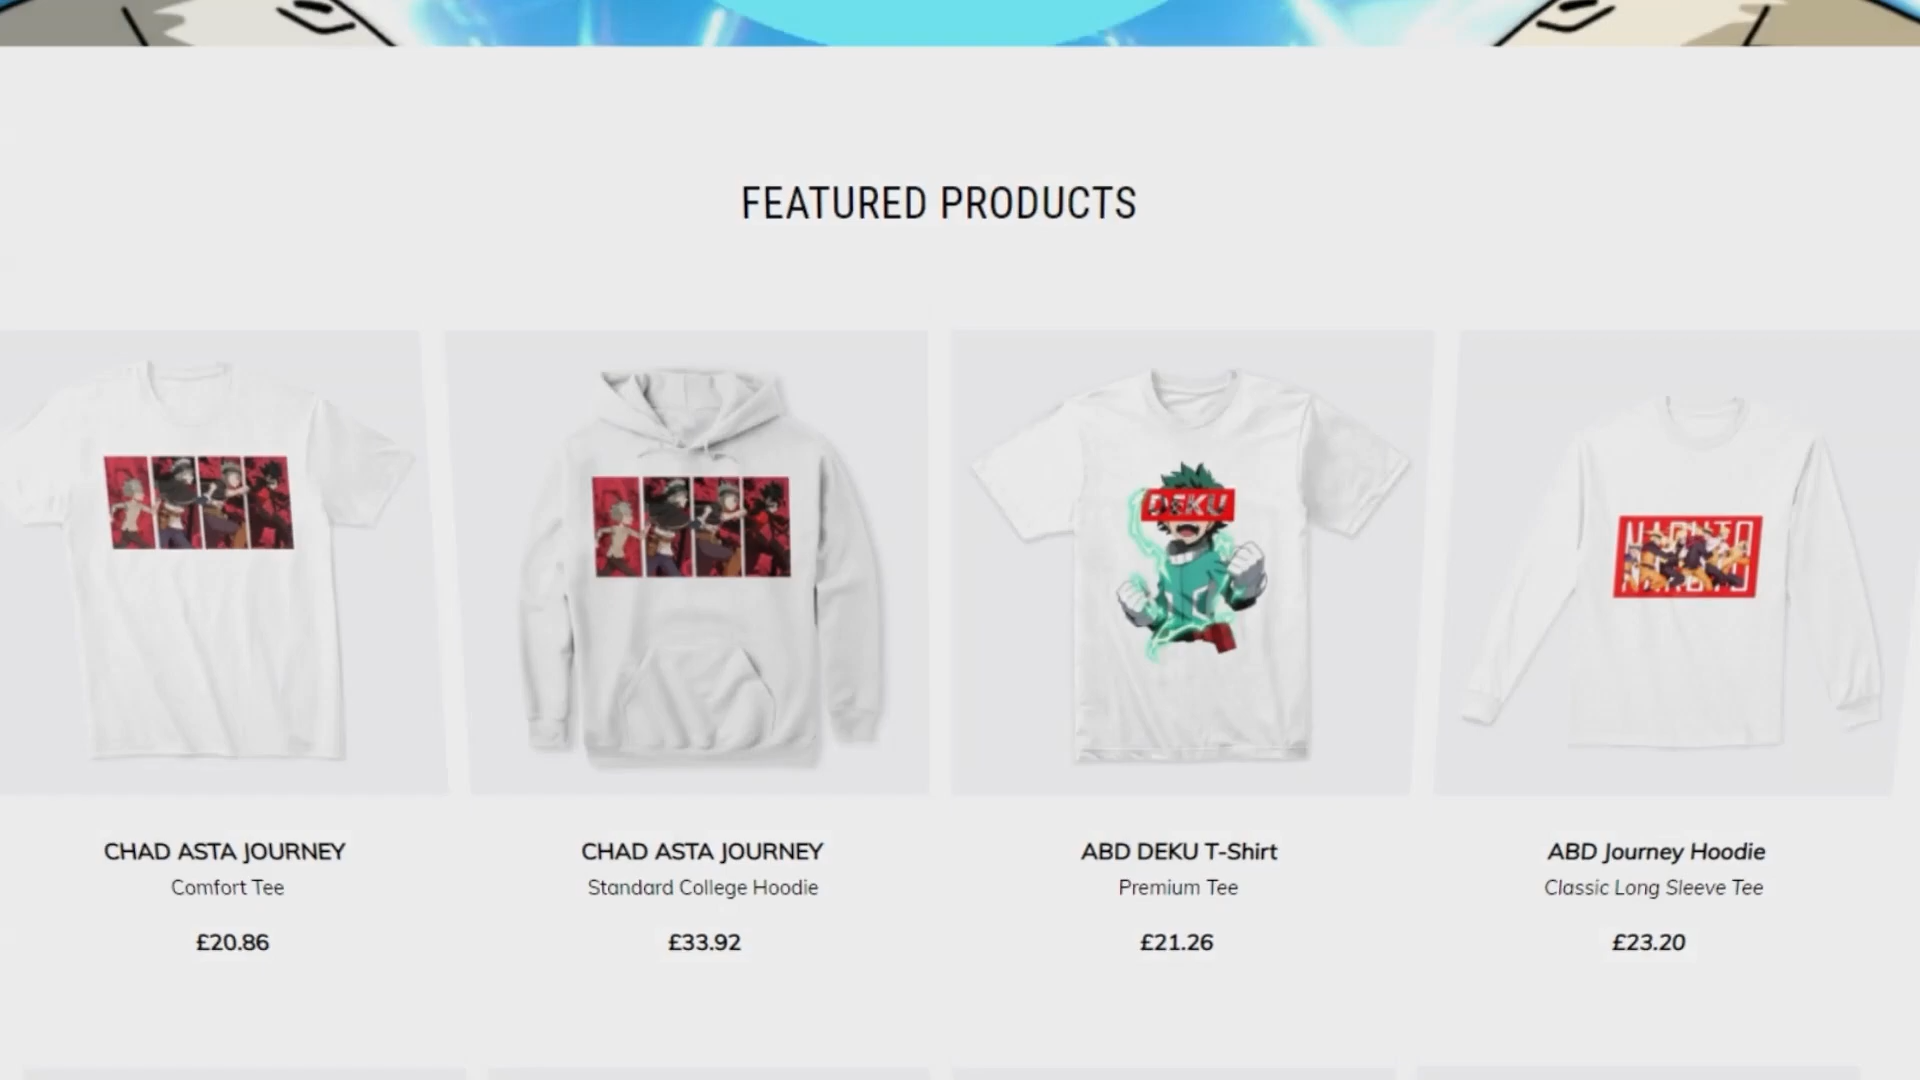 FEATURED PRODUCTS
DEKU
NARUTO
CHAD ASTA JOURNEY
Comfort Tee
£20.86
CHAD ASTA JOURNEY
Standard College Hoodie
£33.92
ABD DEKU T-Shirt
Premium Tee
£21.26
ABD Journey Hoodie
Classic Long Sleeve Tee
£23.20